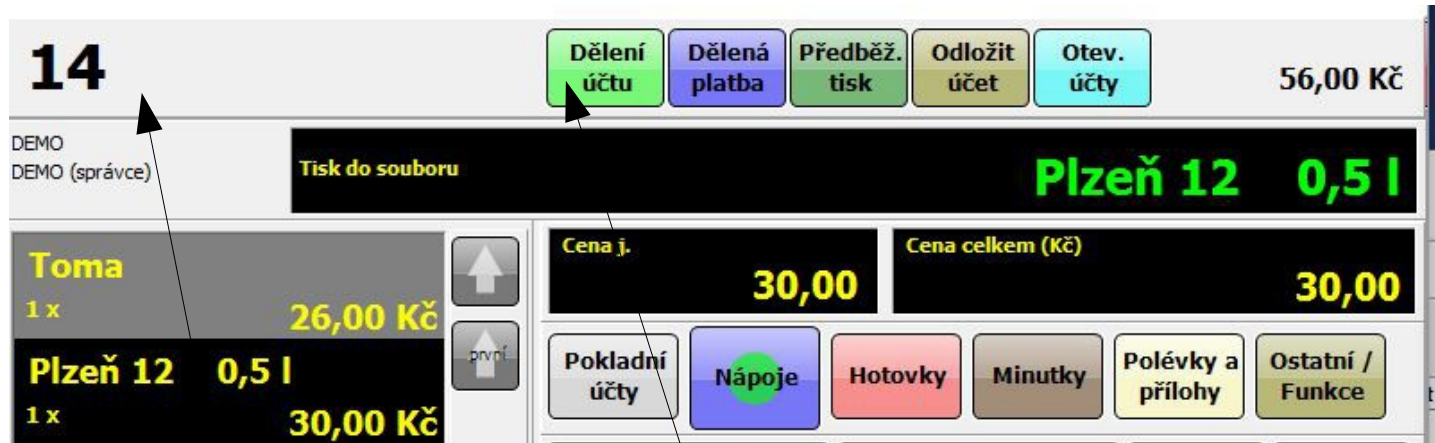 14
Dělení účtu
Dělená platba
Předběž. tisk
Odložit účet
Otev. účty
56,00 Kč
DEMO
DEMO (správce)
Tisk do souboru
Plzeň 12 0,5 l
Toma
1 x 26,00 Kč
Plzeň 12 0,5 l
1 x 30,00 Kč
první
Cena j.
30,00
Cena celkem (Kč)
30,00
Pokladní účty
Nápoje
Hotovky
Minutky
Polévky a přílohy
Ostatní / Funkce